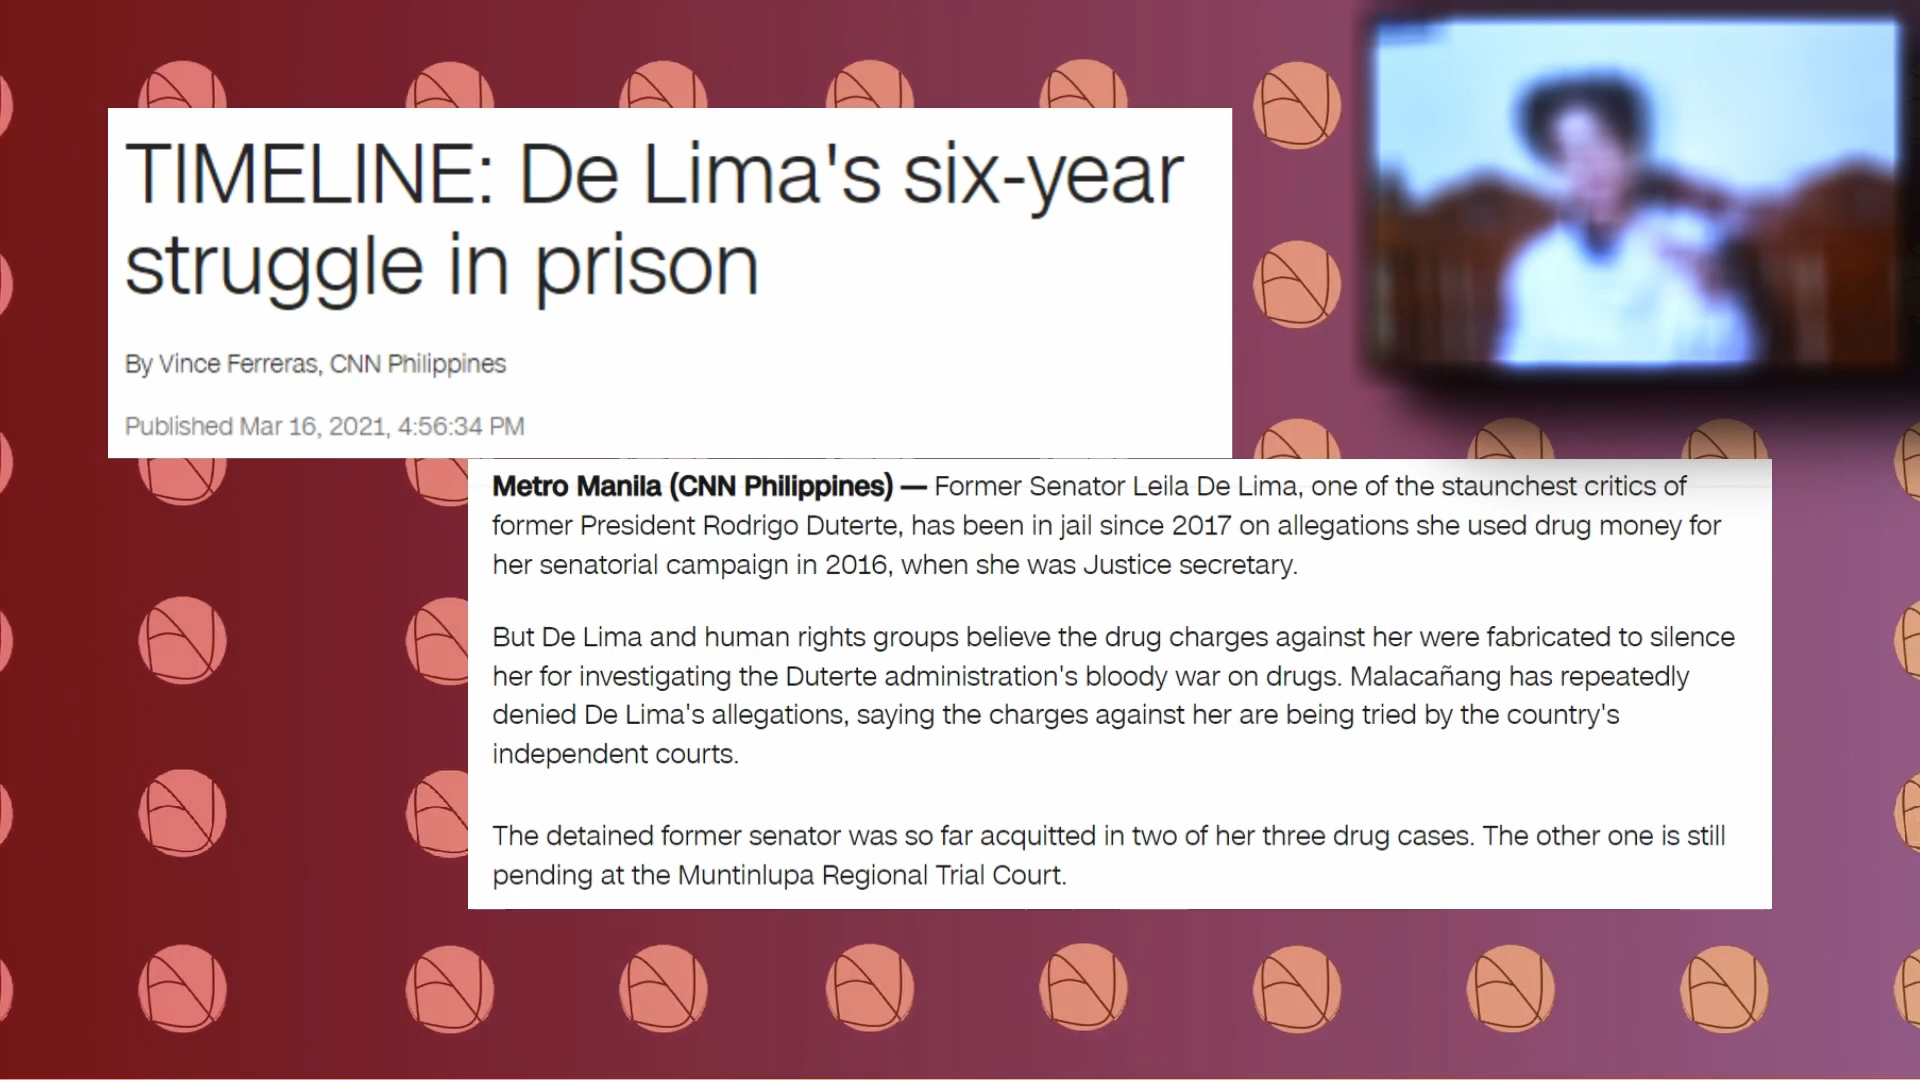 TIMELINE: De Lima's six-year
struggle in prison
By Vince Ferreras, CNN Philippines
Published Mar 16, 2021, 4:56:34 PM
Metro Manila (CNN Philippines) — Former Senator Leila De Lima, one of the staunchest critics of
former President Rodrigo Duterte, has been in jail since 2017 on allegations she used drug money for
her senatorial campaign in 2016, when she was Justice secretary.
But De Lima and human rights groups believe the drug charges against her were fabricated to silence
her for investigating the Duterte administration's bloody war on drugs. Malacañang has repeatedly
denied De Lima's allegations, saying the charges against her are being tried by the country's
independent courts.
The detained former senator was so far acquitted in two of her three drug cases. The other one is still
pending at the Muntinlupa Regional Trial Court.